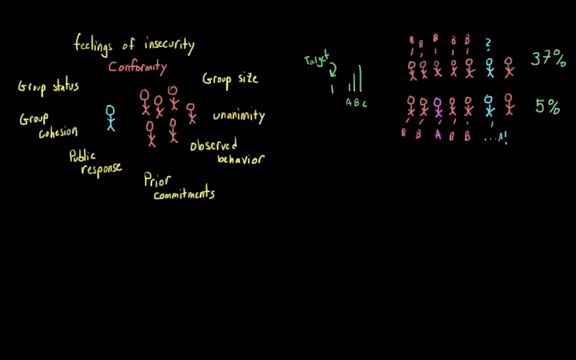 feelings of insecurity
Conformity
Group status
Group size
Group
cohesion
unanimity
Public
response
observed
behavior
Prior
commitments
Target
A B C
B B B B B ?
37%
5%
B B A B B ...A!